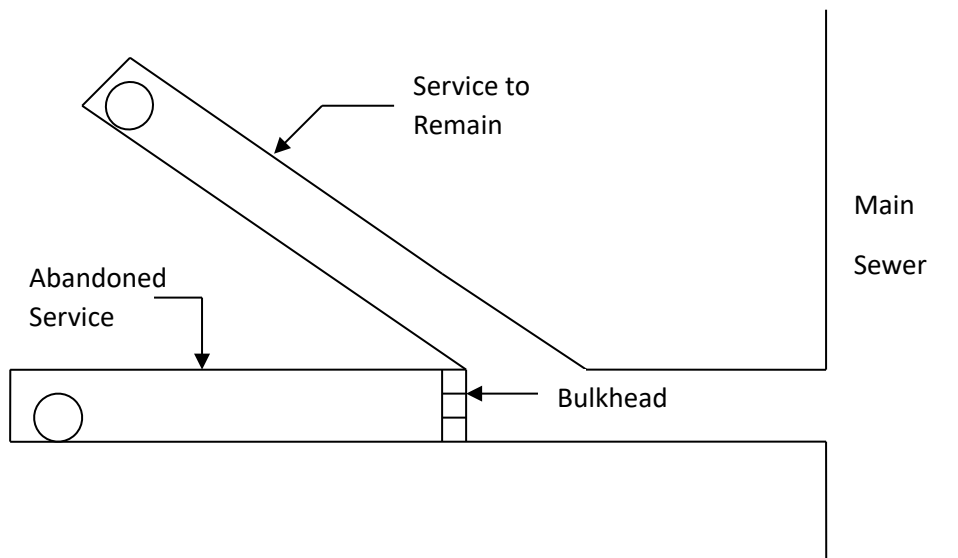 Service to
Remain
Main
Sewer
Abandoned
Service
Bulkhead